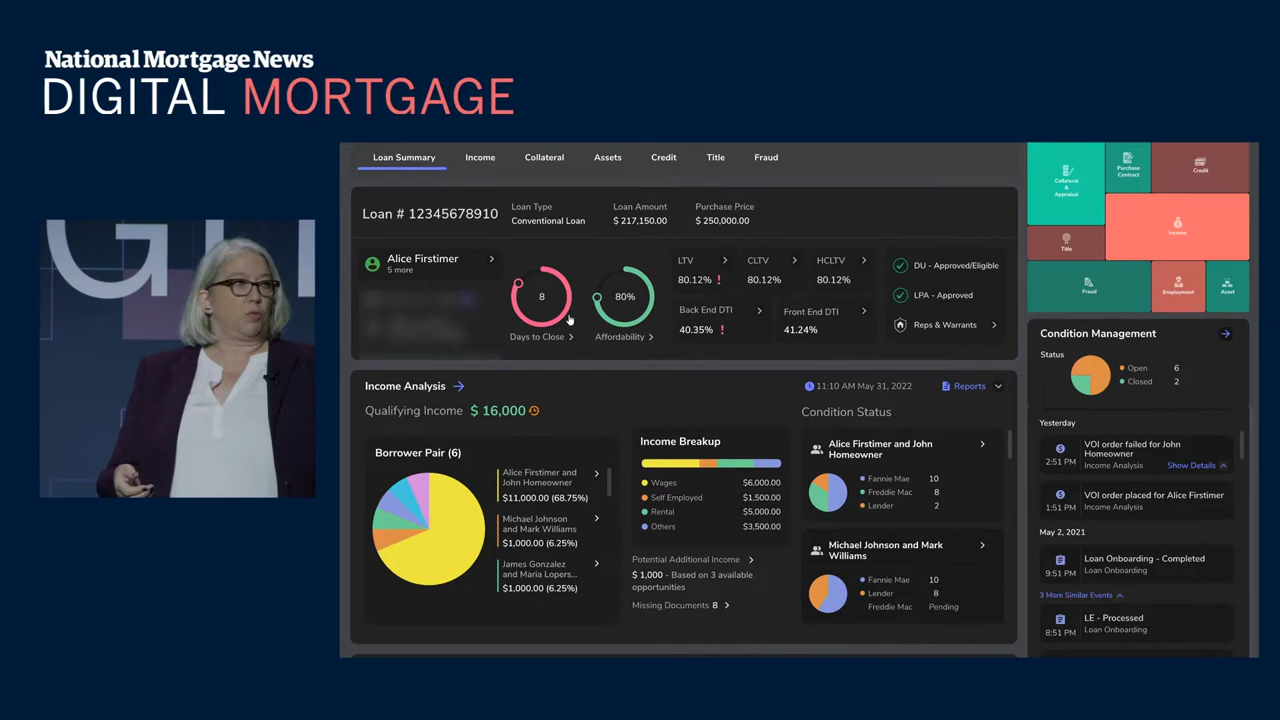 National Mortgage News
DIGITAL MORTGAGE
Loan Summary
Income
Collateral
Assets
Credit
Title
Fraud
Loan # 12345678910
Loan Type
Conventional Loan
Loan Amount
$ 217,150.00
Purchase Price
$ 250,000.00
Alice Firstimer
5 more
8
Days to Close
80%
Affordability
LTV
80.12% !
CLTV
80.12%
HCLTV
80.12%
Back End DTI
40.35% !
Front End DTI
41.24%
DU - Approved/Eligible
LPA - Approved
Reps & Warrants
Income Analysis
11:10 AM May 31, 2022
Reports
Qualifying Income $ 16,000
Borrower Pair (6)
Alice Firstimer and
John Homeowner
$11,000.00 (68.75%)
Michael Johnson
and Mark Williams
$1,000.00 (6.25%)
James Gonzalez
and Maria Lopers...
$1,000.00 (6.25%)
Income Breakup
Wages $6,000.00
Self Employed $1,500.00
Rental $5,000.00
Others $3,500.00
Potential Additional Income
$ 1,000 - Based on 3 available
opportunities
Missing Documents 8
Condition Status
Alice Firstimer and John
Homeowner
Fannie Mae 10
Freddie Mac 8
Lender 2
Michael Johnson and Mark
Williams
Fannie Mae 10
Lender 8
Freddie Mac Pending
Collateral
&
Appraisal
Purchase
Contract
Credit
Title
Income
Fraud
Employment
Asset
Condition Management
Status
Open 6
Closed 2
Yesterday
2:51 PM
VOI order failed for John
Homeowner
Income Analysis
Show Details
1:51 PM
VOI order placed for Alice Firstimer
Income Analysis
May 2, 2021
9:51 PM
Loan Onboarding - Completed
Loan Onboarding
3 More Similar Events
8:51 PM
LE - Processed
Loan Onboarding